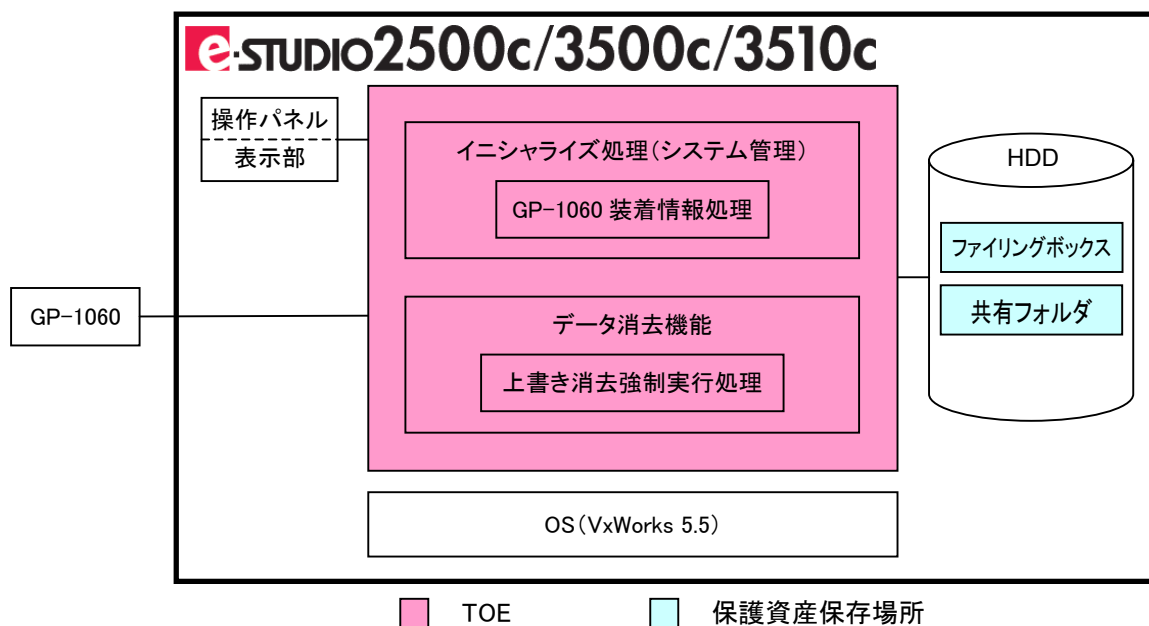 e-STUDIO2500c/3500c/3510c
操作パネル
表示部
イニシャライズ処理(システム管理)
GP-1060 装着情報処理
HDD
ファイリングボックス
共有フォルダ
GP-1060
データ消去機能
上書き消去強制実行処理
OS(VxWorks 5.5)
TOE
保護資産保存場所